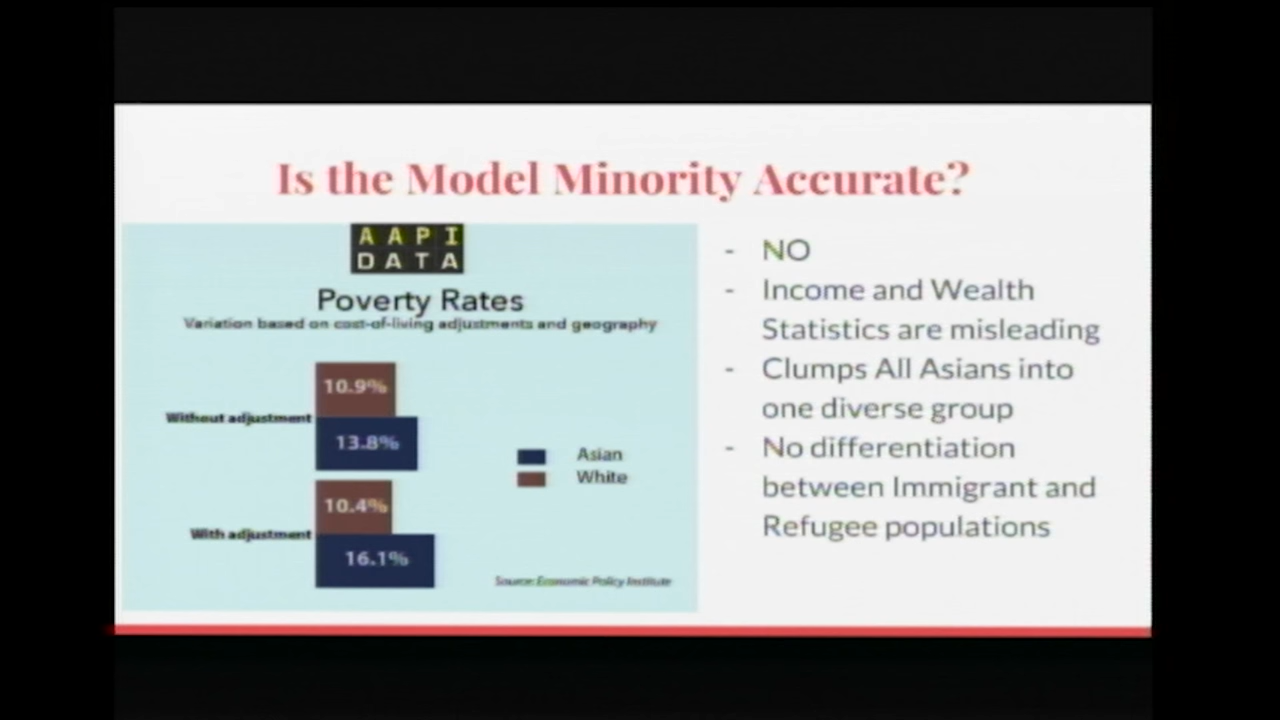 Is the Model Minority Accurate?
AAPI
DATA
Poverty Rates
Variation based on cost-of-living adjustments and geography
10.9%
Without adjustment
13.8%
Asian
White
10.4%
With adjustment
16.1%
Source: Economic Policy Institute
- NO
- Income and Wealth
Statistics are misleading
- Clumps All Asians into
one diverse group
- No differentiation
between Immigrant and
Refugee populations